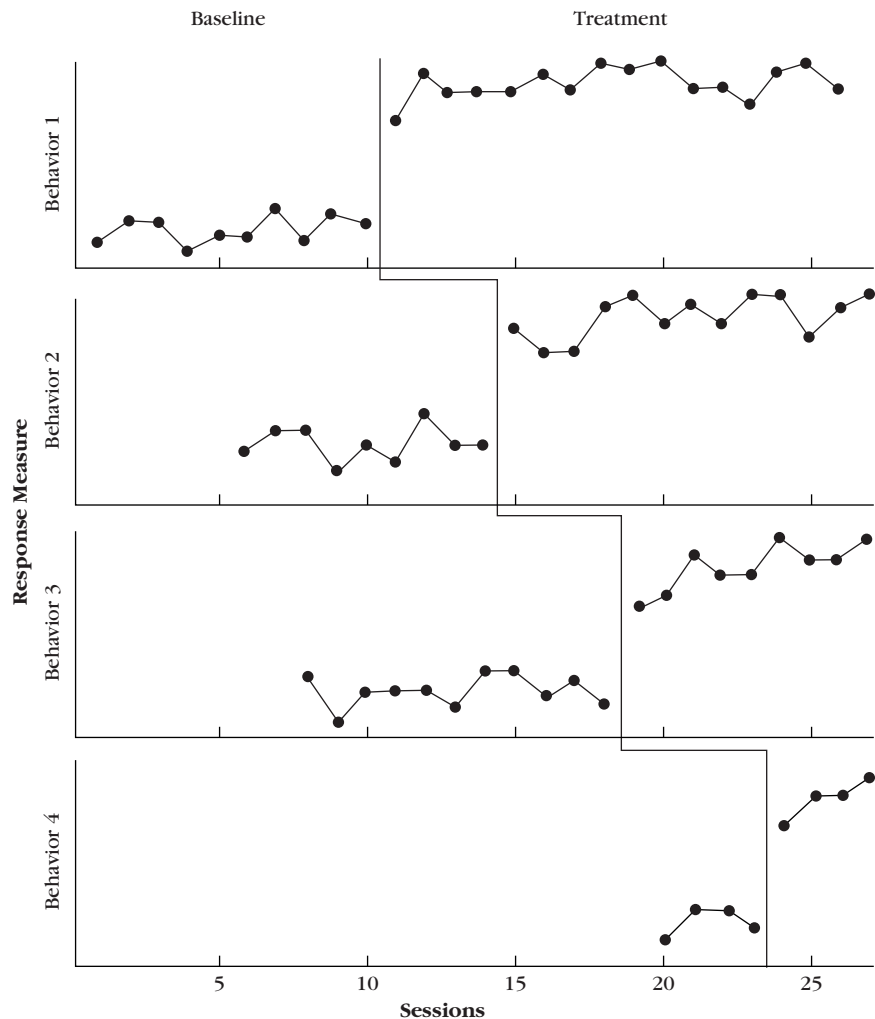 Baseline Treatment
Behavior 1
Behavior 2
Response Measure
Behavior 3
Behavior 4
5 10 15 20 25
Sessions